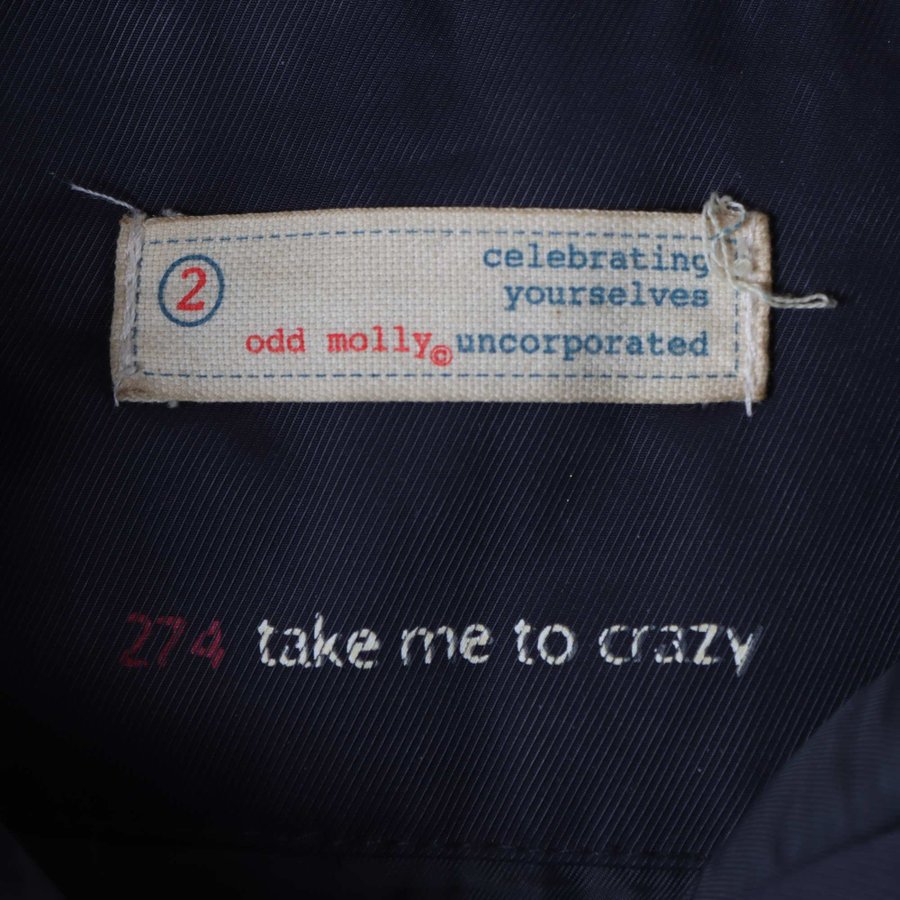 2
celebrating
yourselves
odd molly© uncorporated
274 take me to crazy